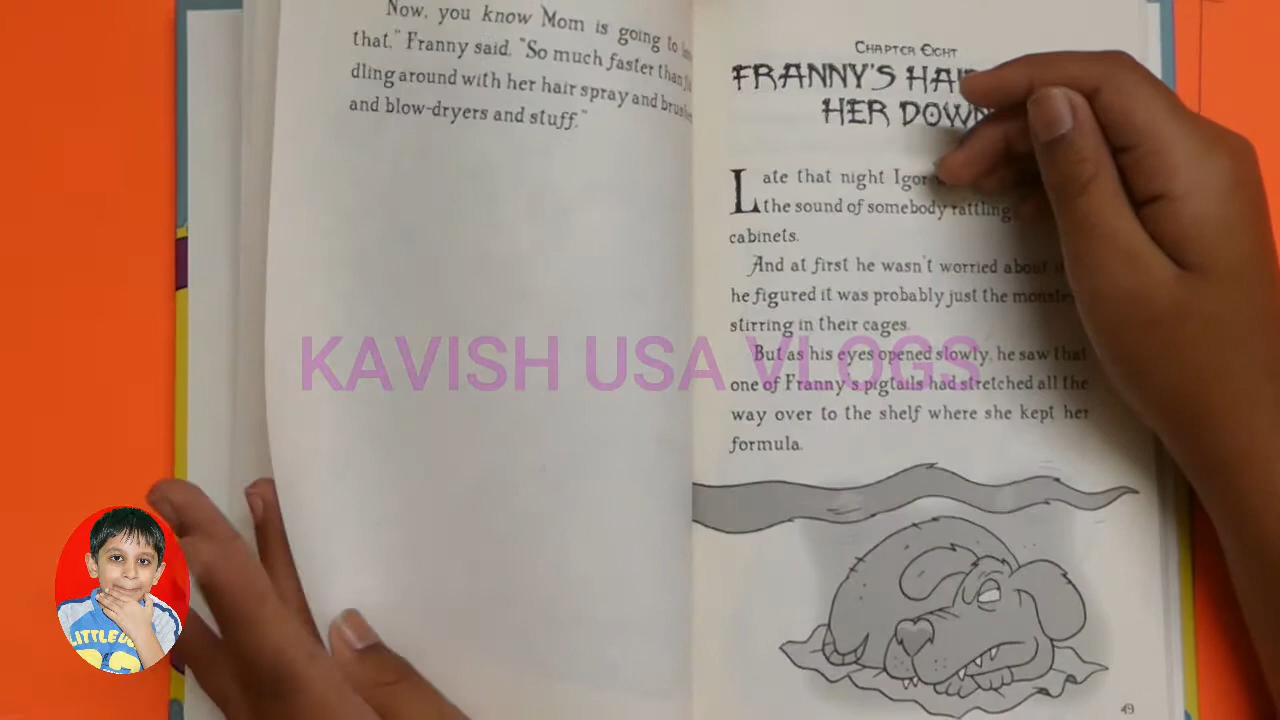 Now, you know Mom is going to
that," Franny said. "So much faster than
dling around with her hair spray and brushes
and blow-dryers and stuff."
CHAPTER EIGHT
FRANNY'S
HER DOWN
Late that night Igor
the sound of somebody rattling
cabinets.
And at first he wasn't worried about
he figured it was probably just the monsters
stirring in their cages.
But as his eyes opened slowly, he saw that
one of Franny's pigtails had stretched all the
way over to the shelf where she kept her
formula.
49
KAVISH USA VLOGS
LITTLE